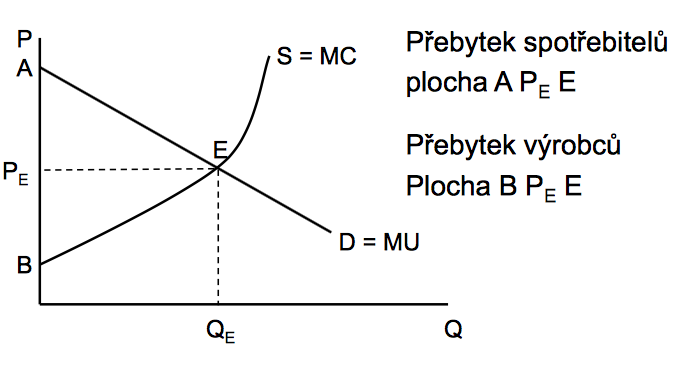 P
A
S = MC
Přebytek spotřebitelů
plocha A PE E
E
Přebytek výrobců
PE
Plocha B PE E
D = MU
B
QE
Q